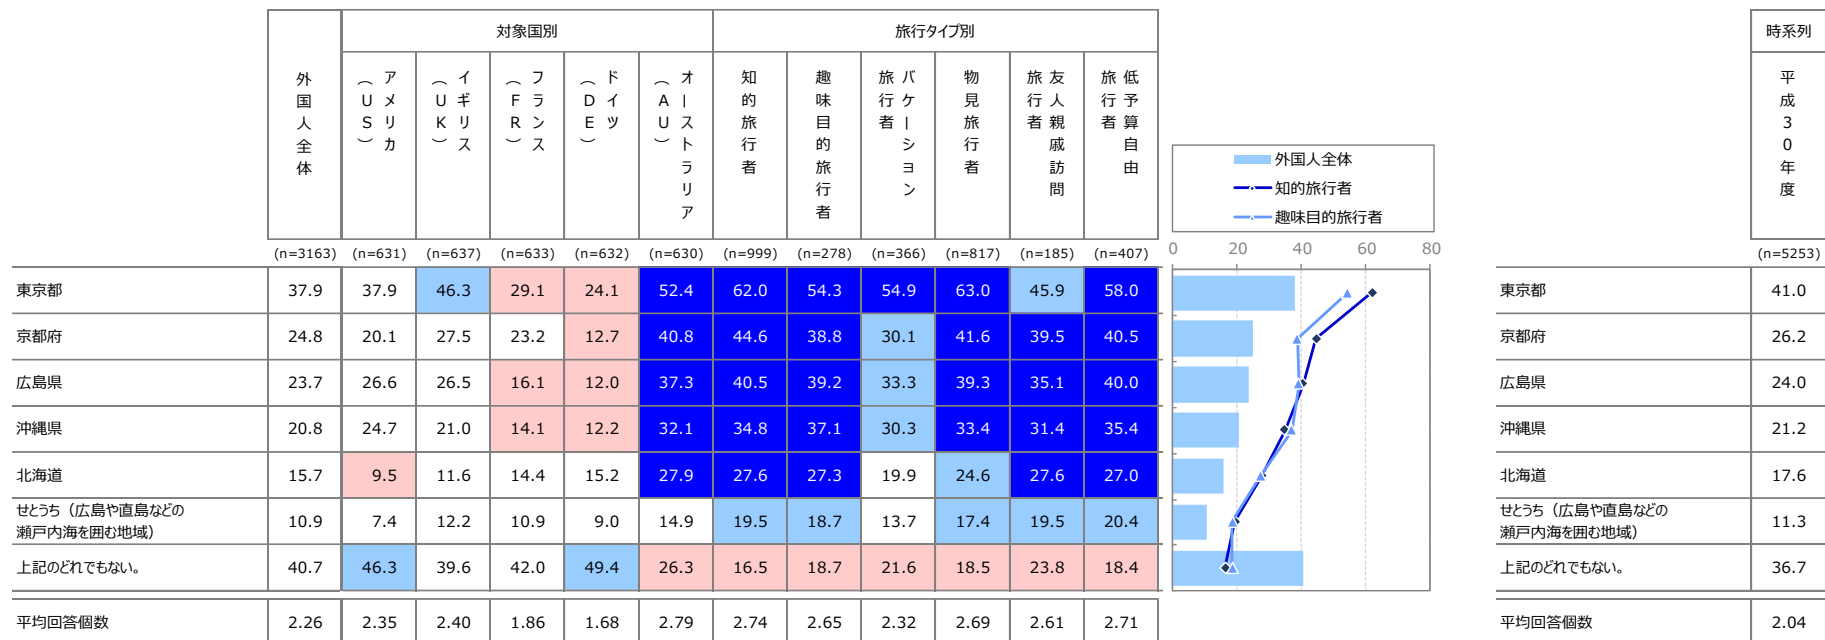 対象国別 旅行タイプ別 時系列
外国人全体
アメリカ（US）
イギリス（UK）
フランス（FR）
ドイツ（DE）
オーストラリア（AU）
知的旅行者
趣味目的旅行者
バケーション旅行者
物見旅行者
友人親戚訪問旅行者
低予算自由旅行者
平成30年度
外国人全体
知的旅行者
趣味目的旅行者
(n=3163) (n=631) (n=637) (n=633) (n=632) (n=630) (n=999) (n=278) (n=366) (n=817) (n=185) (n=407) 0 20 40 60 80 (n=5253)
東京都 37.9 37.9 46.3 29.1 24.1 52.4 62.0 54.3 54.9 63.0 45.9 58.0 東京都 41.0
京都府 24.8 20.1 27.5 23.2 12.7 40.8 44.6 38.8 30.1 41.6 39.5 40.5 京都府 26.2
広島県 23.7 26.6 26.5 16.1 12.0 37.3 40.5 39.2 33.3 39.3 35.1 40.0 広島県 24.0
沖縄県 20.8 24.7 21.0 14.1 12.2 32.1 34.8 37.1 30.3 33.4 31.4 35.4 沖縄県 21.2
北海道 15.7 9.5 11.6 14.4 15.2 27.9 27.6 27.3 19.9 24.6 27.6 27.0 北海道 17.6
せとうち（広島や直島などの
瀬戸内海を囲む地域） 10.9 7.4 12.2 10.9 9.0 14.9 19.5 18.7 13.7 17.4 19.5 20.4 せとうち（広島や直島などの
瀬戸内海を囲む地域） 11.3
上記のどれでもない。 40.7 46.3 39.6 42.0 49.4 26.3 16.5 18.7 21.6 18.5 23.8 18.4 上記のどれでもない。 36.7
平均回答個数 2.26 2.35 2.40 1.86 1.68 2.79 2.74 2.65 2.32 2.69 2.61 2.71 平均回答個数 2.04